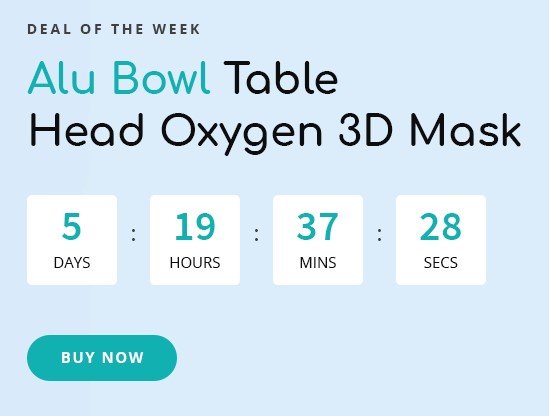 DEAL OF THE WEEK
Alu Bowl Table
Head Oxygen 3D Mask
5 : 19 : 37 : 28
DAYS HOURS MINS SECS
BUY NOW